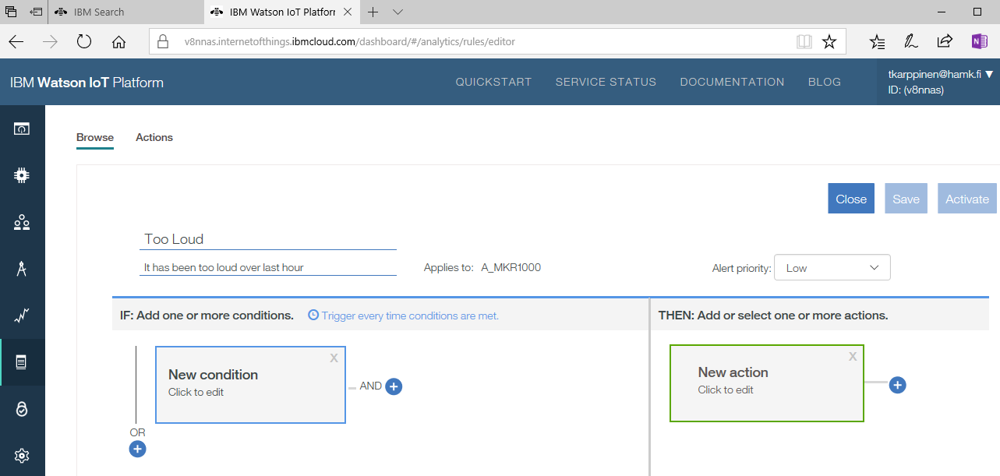 IBM Search
IBM Watson IoT Platfor
v8nnas.internetofthings.ibmcloud.com/dashboard/#/analytics/rules/editor
IBM Watson IoT Platform
QUICKSTART
SERVICE STATUS
DOCUMENTATION
BLOG
tkarppinen@hamk.fi ▼
ID: (v8nnas)
Browse
Actions
Close
Save
Activate
Too Loud
It has been too loud over last hour
Applies to: A_MKR1000
Alert priority: Low
IF: Add one or more conditions.
Trigger every time conditions are met.
THEN: Add or select one or more actions.
New condition
X
Click to edit
AND
OR
New action
X
Click to edit